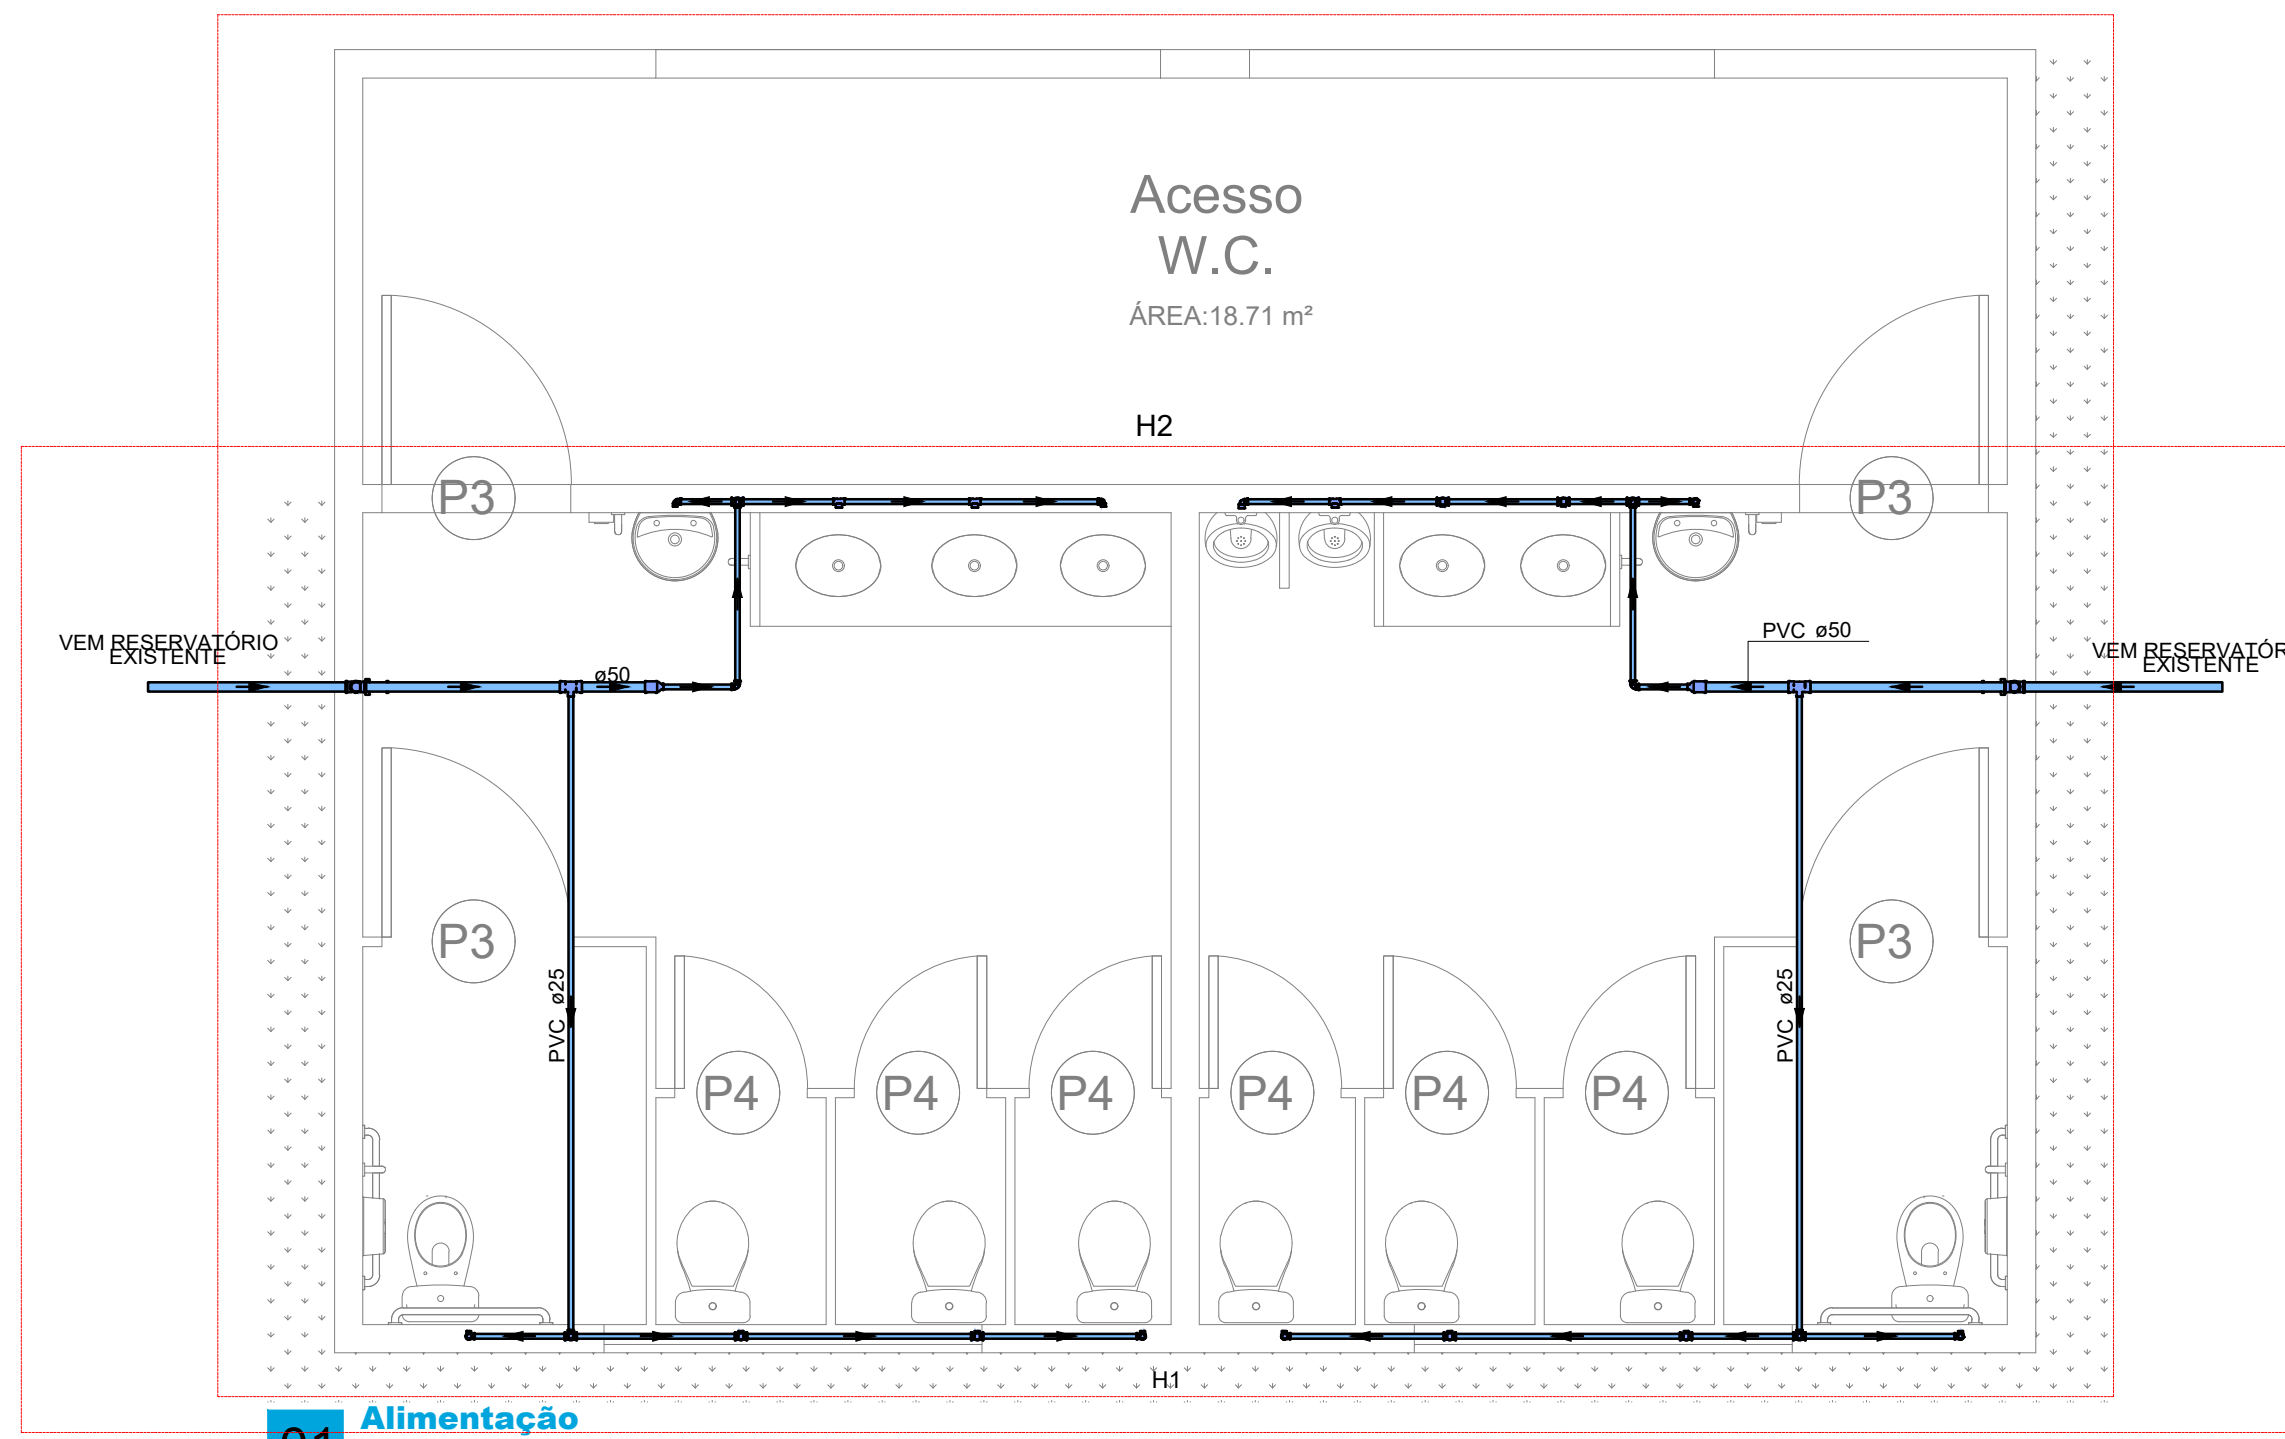 Acesso
W.C.
ÁREA:18.71 m²
H2
P3
P3
VEM RESERVATÓRIO
EXISTENTE
ø50
PVC ø50
EXISTENTE
P3
P3
PVC ø25
PVC ø25
P4
P4
P4
P4
P4
P4
H1
Alimentação